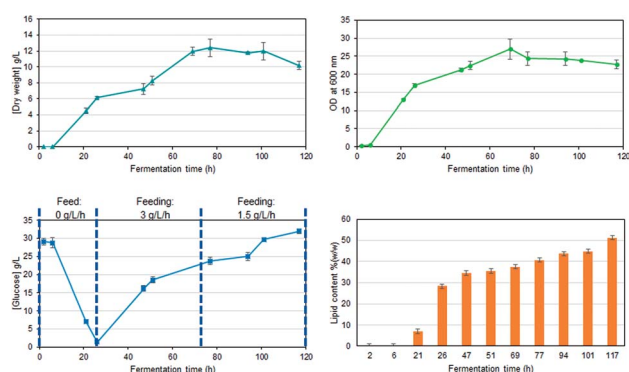 [Dry weight] g/L
16
14
12
10
8
6
4
2
0
0 20 40 60 80 100 120
Fermentation time (h)
OD at 600 nm
35
30
25
20
15
10
5
0
0 20 40 60 80 100 120
Fermentation time (h)
Feed: Feeding: Feeding:
0 g/L/h 3 g/L/h 1.5 g/L/h
[Glucose] g/L
35
30
25
20
15
10
5
0
0 20 40 60 80 100 120
Fermentation time (h)
Lipid content %(w/w)
60
50
40
30
20
10
0
2 6 21 26 47 51 69 77 94 101 117
Fermentation time (h)